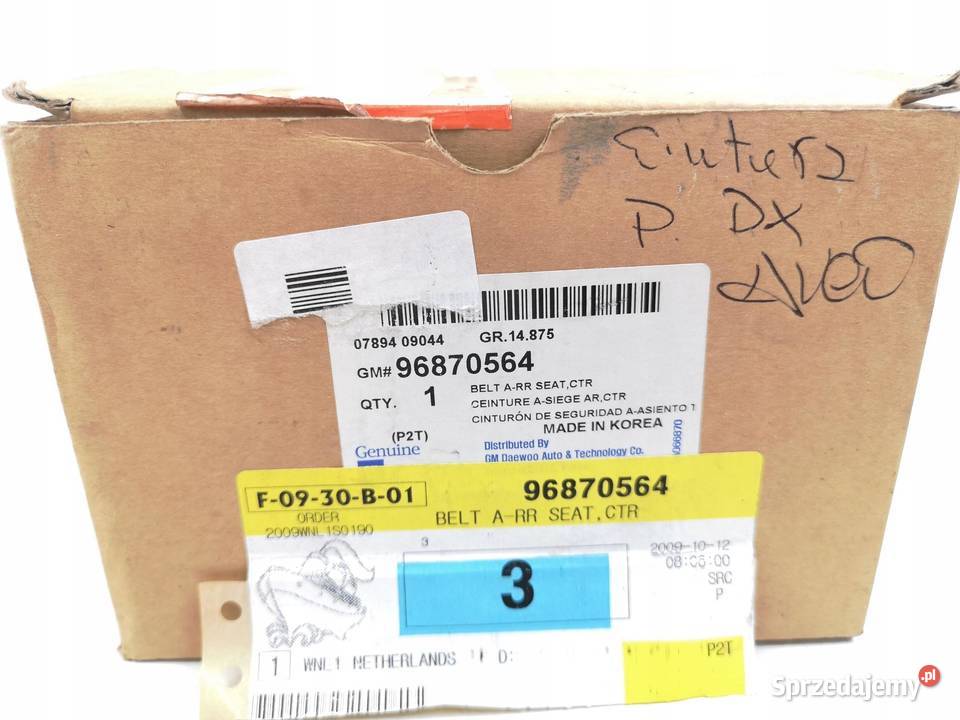 P. DX
AVEO
07894 09044 GR.14.875
GM# 96870564
QTY. 1
BELT A-RR SEAT,CTR
CEINTURE A-SIEGE AR,CTR
CINTURÓN DE SEGURIDAD A-ASIENTO T
MADE IN KOREA
(P2T)
Genuine
Distributed By
GM Daewoo Auto & Technology Co.
F-09-30-B-01
96870564
ORDER
BELT A-RR SEAT,CTR
2009WNL1S0190
3
2009-10-12
08:06:00
3
SRC
P
1 WNL1 NETHERLANDS D:
P2T
Sprzedajemy.pl